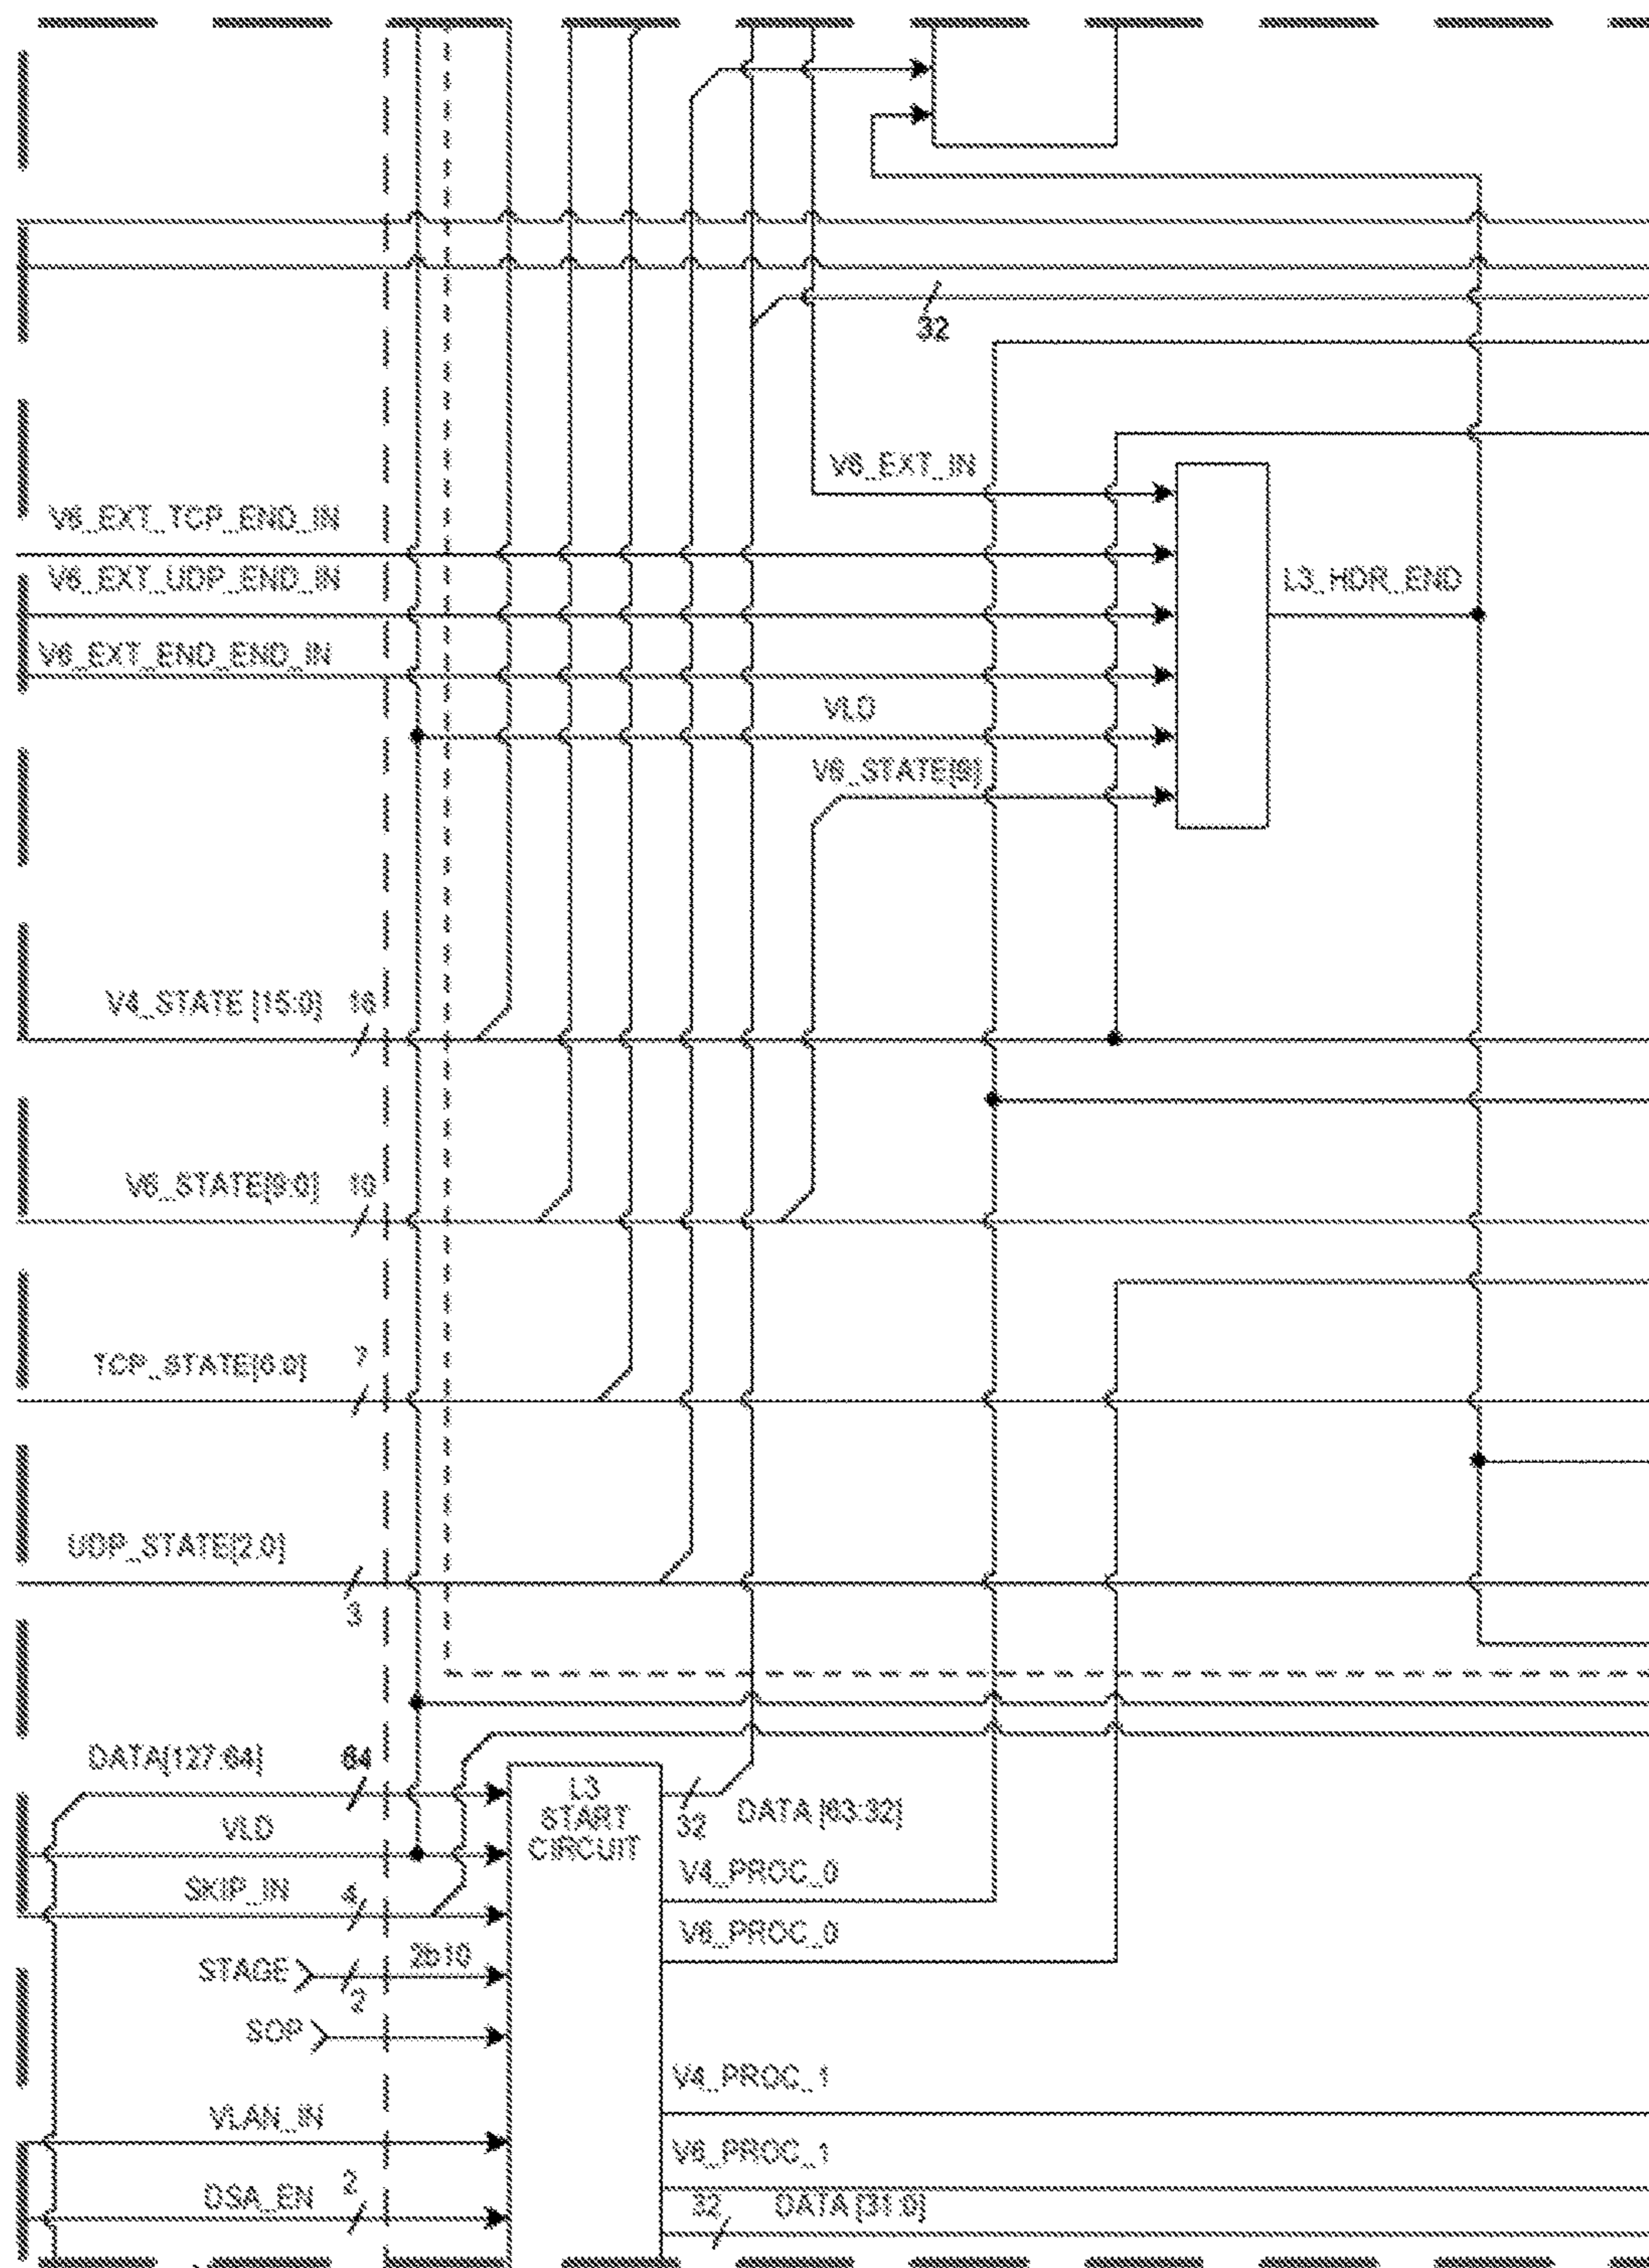 32
V6_EXT_IN
V6_EXT_TCP_END_IN
V6_EXT_UDP_END_IN
L3_HDR_END
V6_EXT_END_END_IN
VLD
V6_STATE[9]
V4_STATE [15:0] 16
V6_STATE[9:0] 10
TCP_STATE[6:0] 7
UDP_STATE[2:0]
3
DATA[127:64] 64
L3
START
CIRCUIT
32 DATA [63:32]
VLD
V4_PROC_0
SKIP_IN 4
V6_PROC_0
STAGE 2b10
2
SOP
V4_PROC_1
VLAN_IN
V6_PROC_1
DSA_EN 2
32 DATA [31:0]